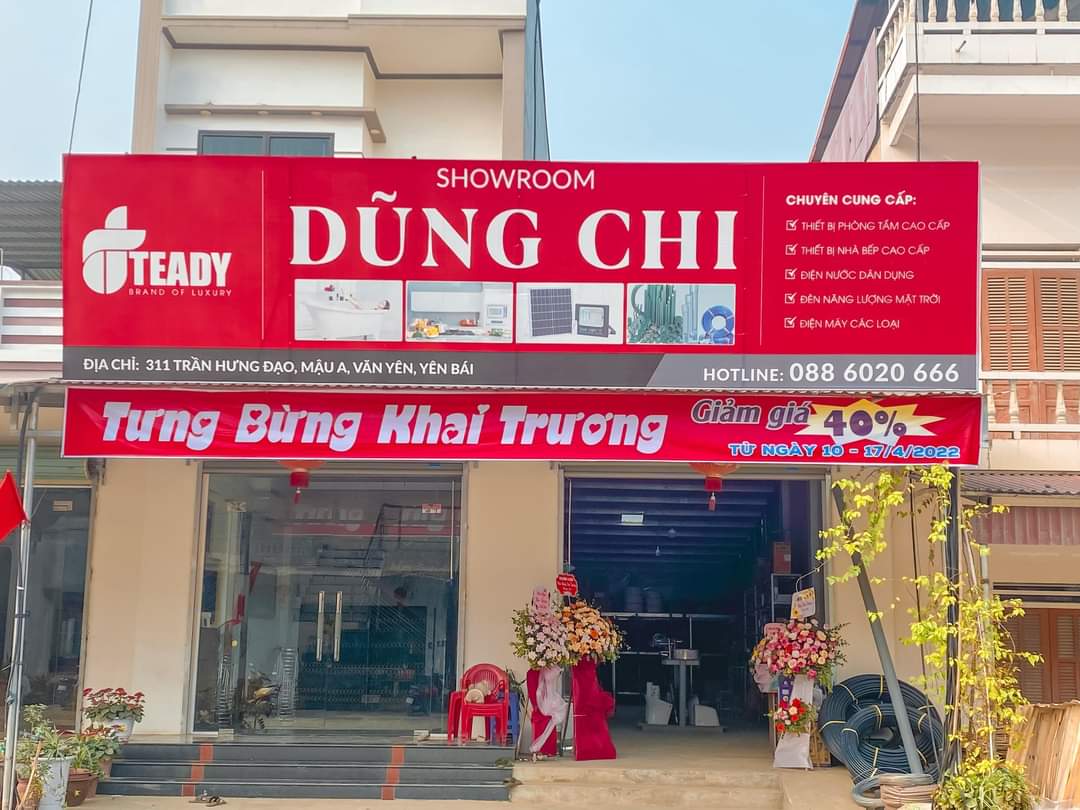 SHOWROOM
DŨNG CHI
TEADY
BRAND OF LUXURY
CHUYÊN CUNG CẤP:
THIẾT BỊ PHÒNG TẮM CAO CẤP
THIẾT BỊ NHÀ BẾP CAO CẤP
ĐIỆN NƯỚC DÂN DỤNG
ĐÈN NĂNG LƯỢNG MẶT TRỜI
ĐIỆN MÁY CÁC LOẠI
ĐỊA CHỈ: 311 TRẦN HƯNG ĐẠO, MẬU A, VĂN YÊN, YÊN BÁI
HOTLINE: 088 6020 666
Tưng Bừng Khai Trương
Giảm giá 40%
TỪ NGÀY 10 - 17/4/2022